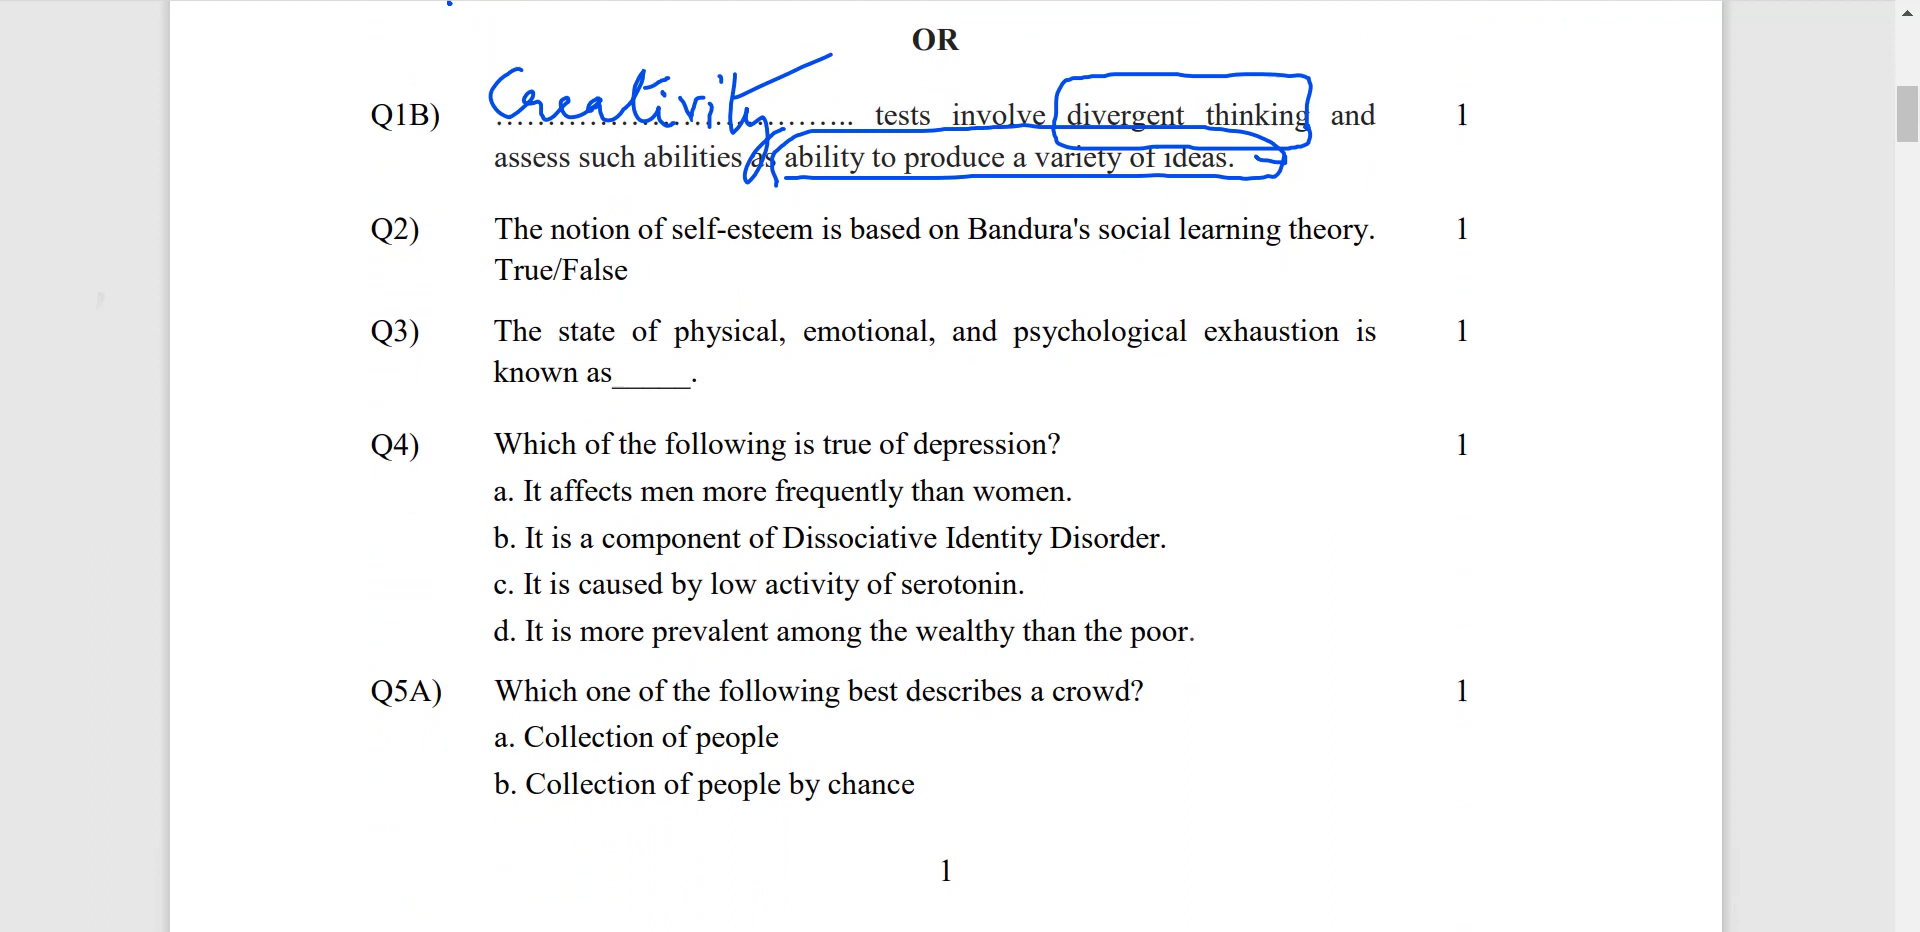 OR
Creativity
Q1B) ................................... tests involve divergent thinking and 1
assess such abilities as ability to produce a variety of ideas.
Q2) The notion of self-esteem is based on Bandura's social learning theory. 1
True/False
Q3) The state of physical, emotional, and psychological exhaustion is 1
known as_____.
Q4) Which of the following is true of depression? 1
a. It affects men more frequently than women.
b. It is a component of Dissociative Identity Disorder.
c. It is caused by low activity of serotonin.
d. It is more prevalent among the wealthy than the poor.
Q5A) Which one of the following best describes a crowd? 1
a. Collection of people
b. Collection of people by chance
1